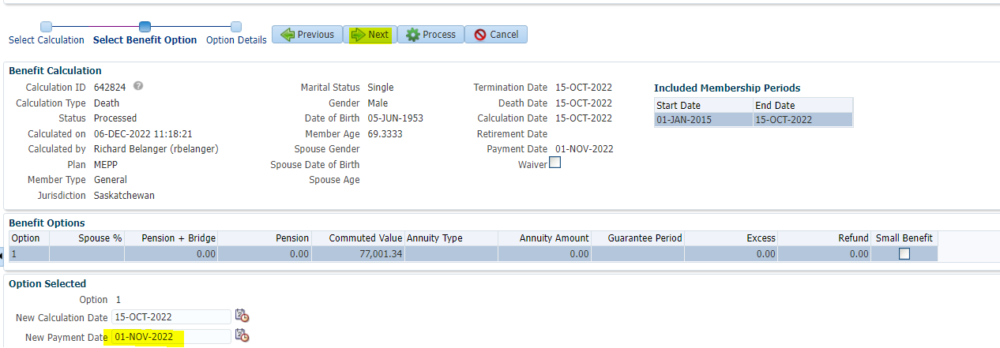 Select Calculation Select Benefit Option Option Details Previous Next Process Cancel
Benefit Calculation
Calculation ID 642824 ? Marital Status Single Termination Date 15-OCT-2022 Included Membership Periods
Calculation Type Death Gender Male Death Date 15-OCT-2022 Start Date End Date
Status Processed Date of Birth 05-JUN-1953 Calculation Date 15-OCT-2022 01-JAN-2015 15-OCT-2022
Calculated on 06-DEC-2022 11:18:21 Member Age 69.3333 Retirement Date
Calculated by Richard Belanger (rbelanger) Spouse Gender Payment Date 01-NOV-2022
Plan MEPP Spouse Date of Birth Waiver
Member Type General Spouse Age
Jurisdiction Saskatchewan
Benefit Options
Option Spouse % Pension + Bridge Pension Commuted Value Annuity Type Annuity Amount Guarantee Period Excess Refund Small Benefit
1 0.00 0.00 77,001.34 0.00 0.00 0.00
Option Selected
Option 1
New Calculation Date 15-OCT-2022
New Payment Date 01-NOV-2022